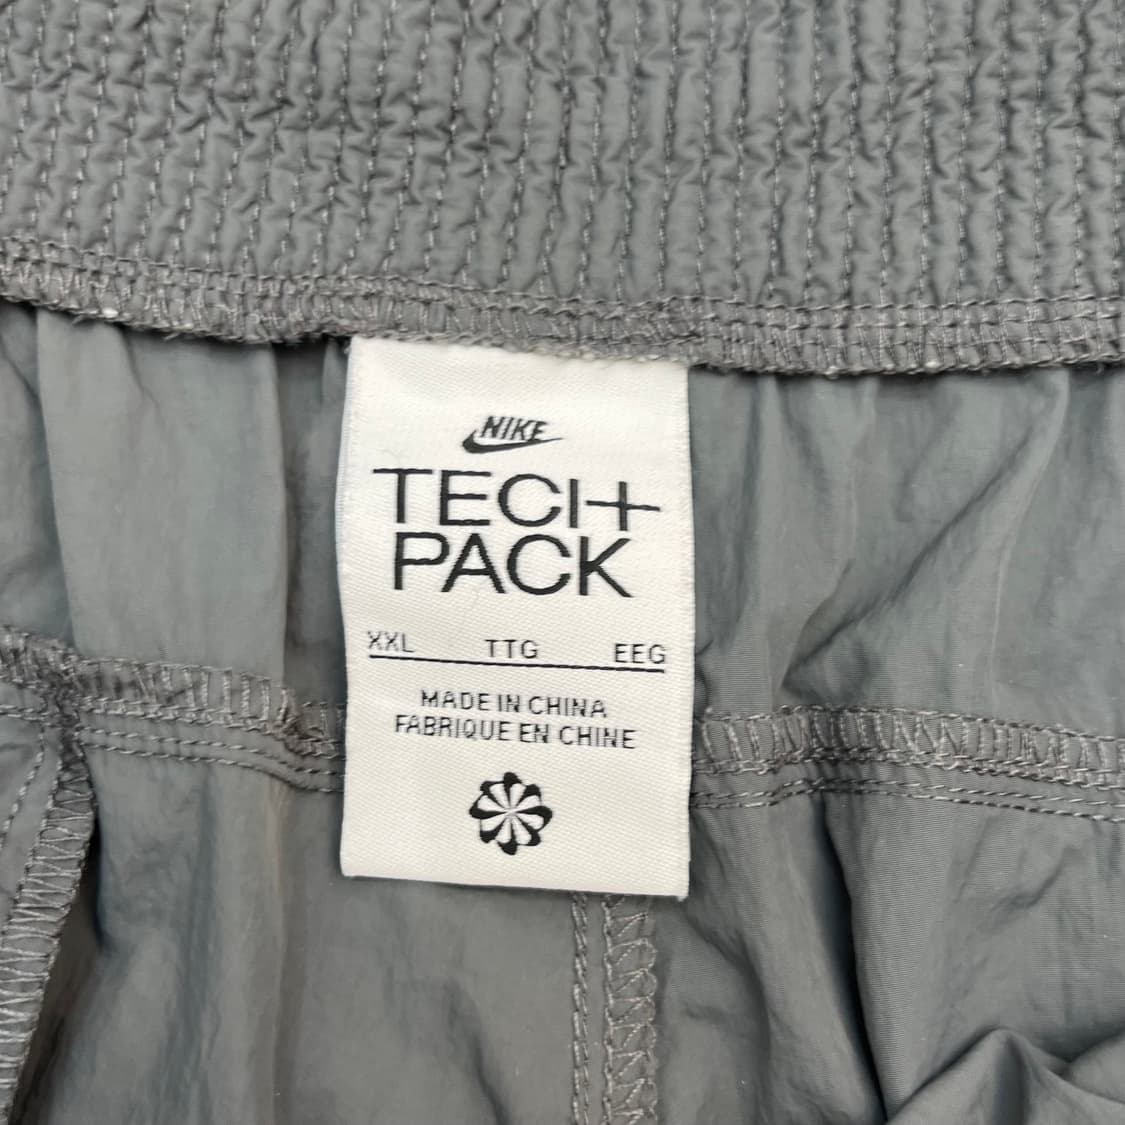 NIKE
TECH
PACK
XXL TTG EEG
MADE IN CHINA
FABRIQUE EN CHINE